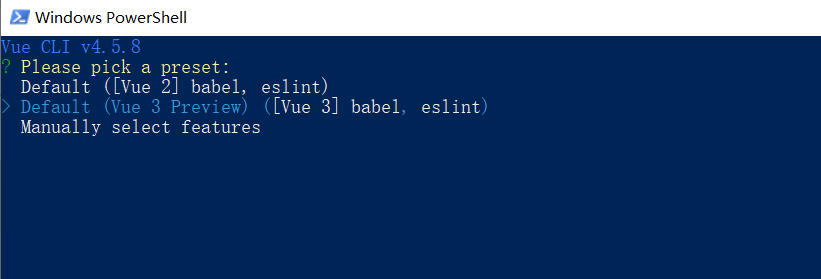 Windows PowerShell
Vue CLI v4.5.8
? Please pick a preset:
Default ([Vue 2] babel, eslint)
> Default (Vue 3 Preview) ([Vue 3] babel, eslint)
Manually select features